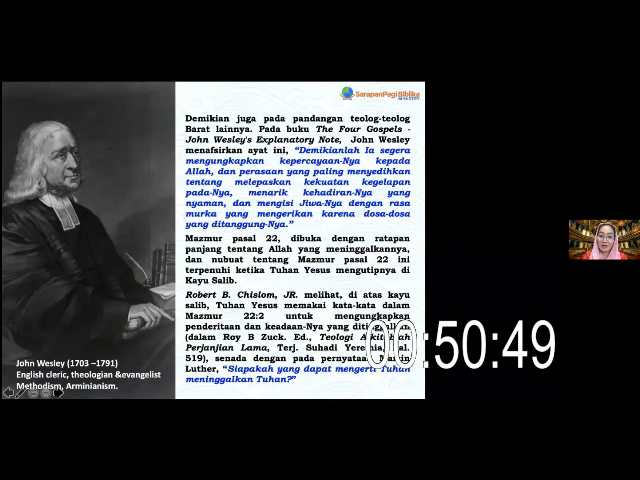 SarapanPagi Biblika
MINISTRY
Demikian juga pada pandangan teolog-teolog
Barat lainnya. Pada buku The Four Gospels -
John Wesley's Explanatory Note, John Wesley
menafsirkan ayat ini, “Demikianlah Ia segera
mengungkapkan kepercayaan-Nya kepada
Allah, dan perasaan yang paling menyedihkan
tentang melepaskan kekuatan kegelapan
pada-Nya, menarik kehadiran-Nya yang
nyaman, dan mengisi Jiwa-Nya dengan rasa
murka yang mengerikan karena dosa-dosa
yang ditanggung-Nya.”
Mazmur pasal 22, dibuka dengan ratapan
panjang tentang Allah yang meninggalkannya,
dan nubuat tentang Mazmur pasal 22 ini
terpenuhi ketika Tuhan Yesus mengutipnya di
Kayu Salib.
Robert B. Chislom, JR. melihat, di atas kayu
salib, Tuhan Yesus memakai kata-kata dalam
Mazmur 22:2 untuk mengungkapkan
penderitaan dan keadaan-Nya yang
(dalam Roy B Zuck. Ed., Teologi
Perjanjian Lama, Terj. Suhadi
519), senada dengan pada pernyataan
Luther, “Siapakah yang dapat mengerti Tuhan
meninggalkan Tuhan?”
:50:49
John Wesley (1703 –1791)
English cleric, theologian &evangelist
Methodism, Arminianism.